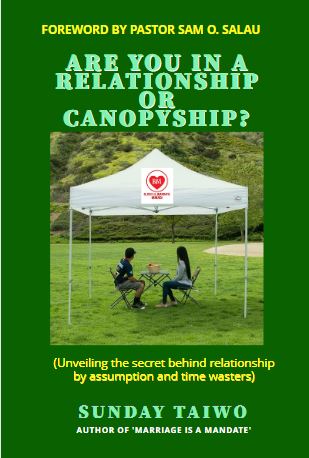 FOREWORD BY PASTOR SAM O. SALAU
ARE YOU IN A
RELATIONSHIP
OR
CANOPYSHIP?
(Unveiling the secret behind relationship
by assumption and time wasters)
SUNDAY TAIWO
AUTHOR OF 'MARRIAGE IS A MANDATE'